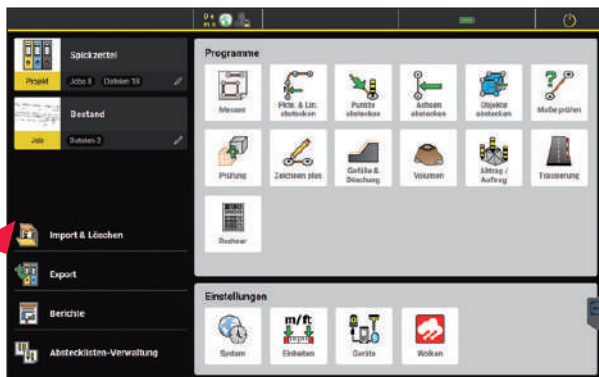 Spickzettel
Projekt
Jobs 8 Dateien 18
Bestand
Job
Dateien 2
Import & Löschen
Export
Berichte
Abstecklisten-Verwaltung
Programme
Messen
Pkte. & Lin. abstecken
Punkte abstecken
Achsen abstecken
Objekte abstecken
Maße prüfen
Prüfung
Zeichnen plus
Gefälle & Böschung
Volumen
Abtrag / Auftrag
Trassierung
Rechner
Einstellungen
m/ft
System
Einheiten
Geräte
Wolken